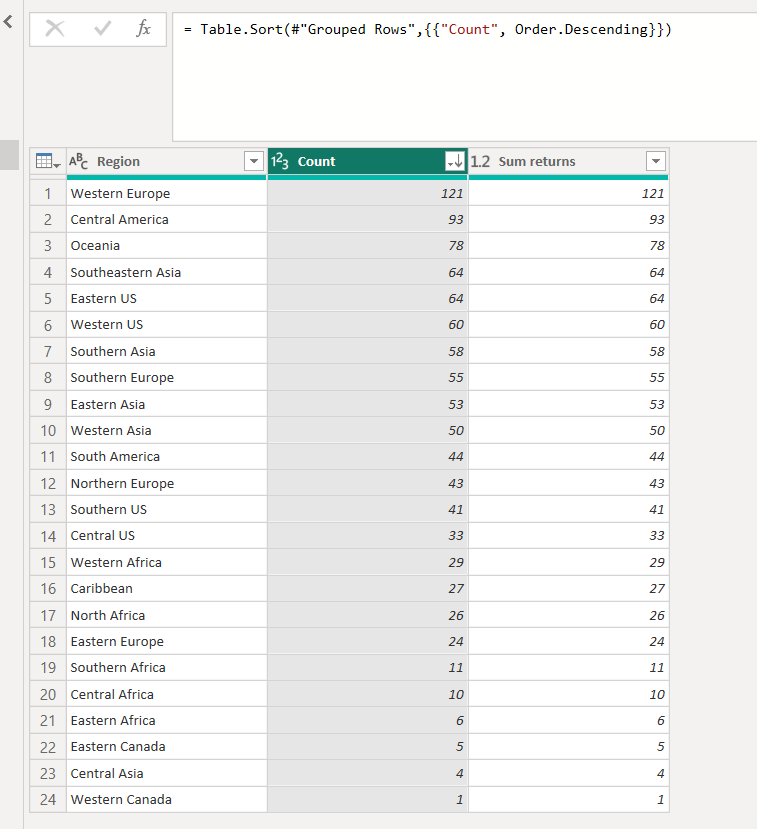 fx
= Table.Sort(#"Grouped Rows",{{"Count", Order.Descending}})
ABC Region 123 Count 1.2 Sum returns
1 Western Europe 121 121
2 Central America 93 93
3 Oceania 78 78
4 Southeastern Asia 64 64
5 Eastern US 64 64
6 Western US 60 60
7 Southern Asia 58 58
8 Southern Europe 55 55
9 Eastern Asia 53 53
10 Western Asia 50 50
11 South America 44 44
12 Northern Europe 43 43
13 Southern US 41 41
14 Central US 33 33
15 Western Africa 29 29
16 Caribbean 27 27
17 North Africa 26 26
18 Eastern Europe 24 24
19 Southern Africa 11 11
20 Central Africa 10 10
21 Eastern Africa 6 6
22 Eastern Canada 5 5
23 Central Asia 4 4
24 Western Canada 1 1